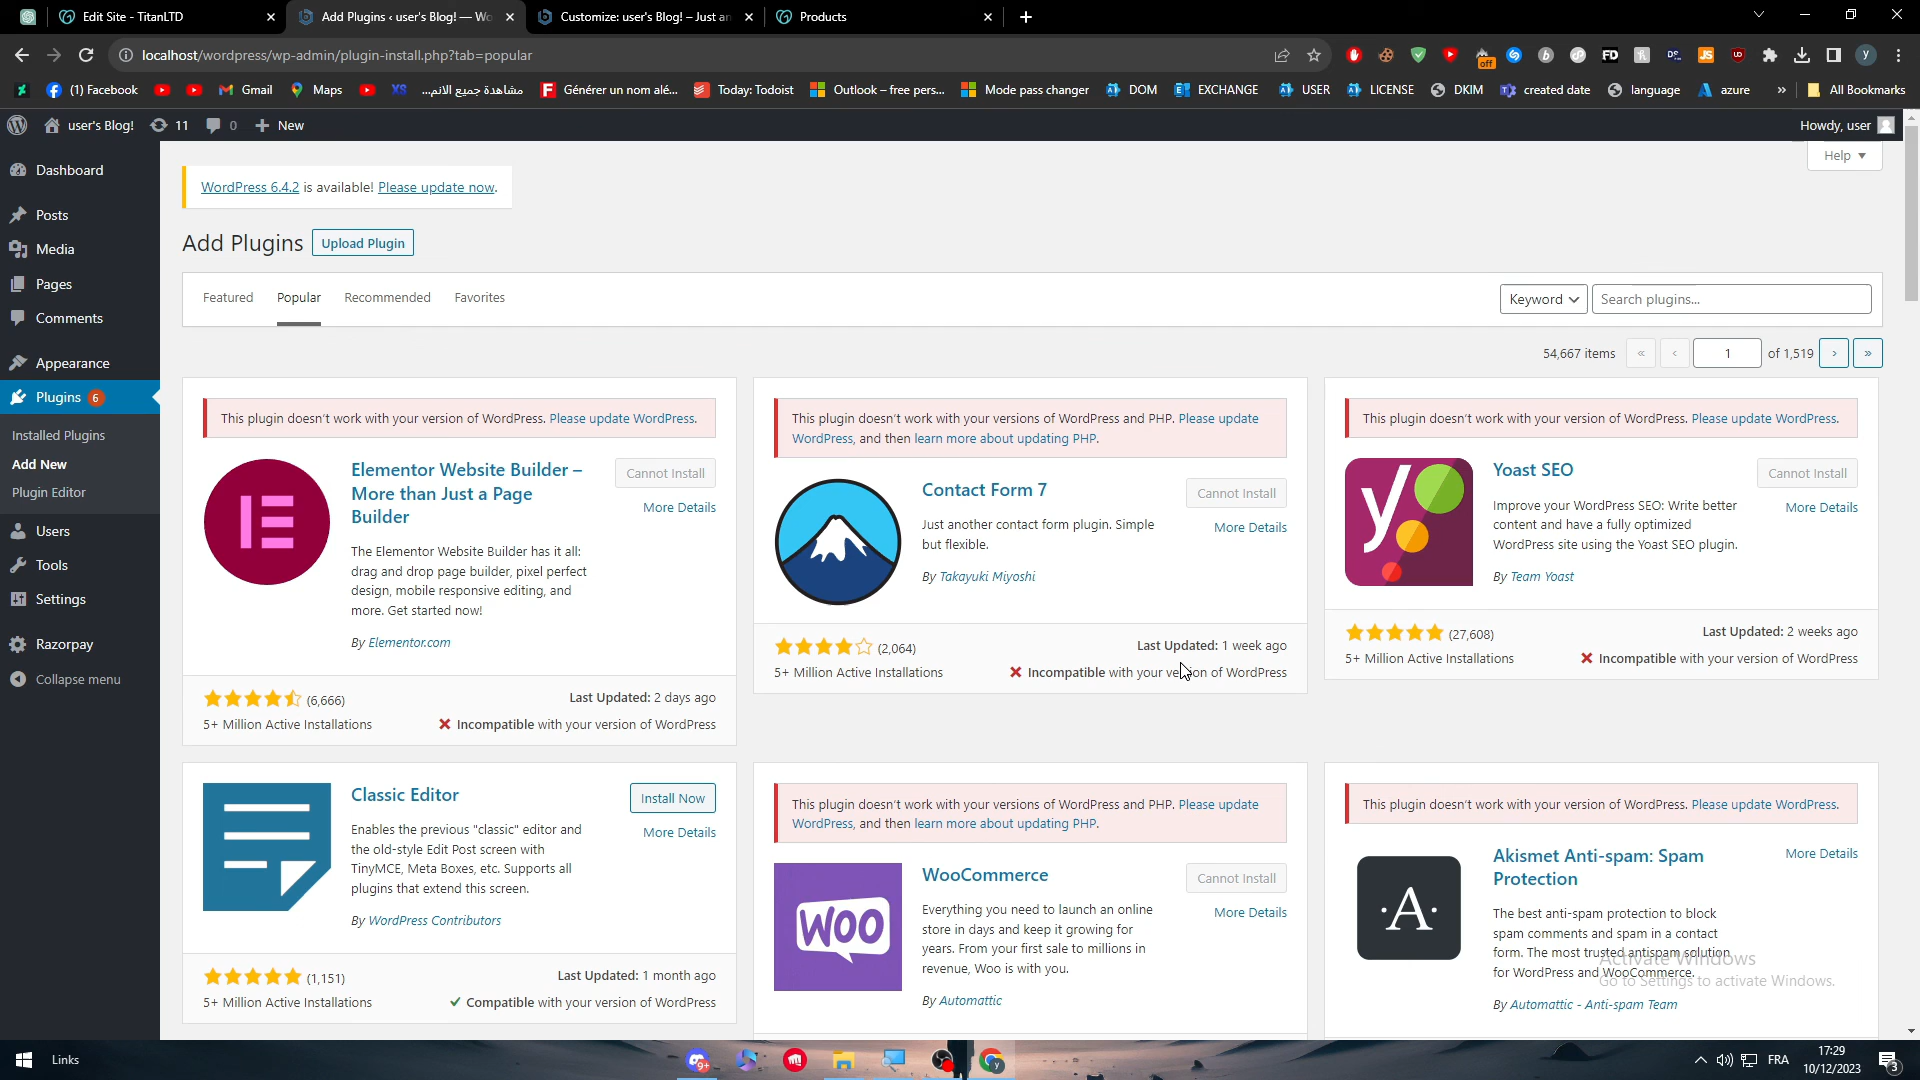 Edit Site - TitanLTD
Add Plugins ‹ user's Blog! — Wo
Customize: user's Blog! – Just an
Products
localhost/wordpress/wp-admin/plugin-install.php?tab=popular
off
FD
JS
(1) Facebook
Gmail
Maps
XS
مشاهدة جميع الانم...
Générer un nom alé...
Today: Todoist
Outlook – free pers...
Mode pass changer
DOM
EXCHANGE
USER
LICENSE
DKIM
created date
language
azure
»
All Bookmarks
user's Blog!
11
0
New
Howdy, user
Help
Dashboard
Posts
Media
Pages
Comments
Appearance
Plugins 6
Installed Plugins
Add New
Plugin Editor
Users
Tools
Settings
Razorpay
Collapse menu
WordPress 6.4.2 is available! Please update now.
Add Plugins
Upload Plugin
Featured
Popular
Recommended
Favorites
Keyword
Search plugins...
54,667 items
«
‹
1
of 1,519
›
»
This plugin doesn't work with your version of WordPress. Please update WordPress.
Elementor Website Builder –
More than Just a Page
Builder
Cannot Install
More Details
The Elementor Website Builder has it all:
drag and drop page builder, pixel perfect
design, mobile responsive editing, and
more. Get started now!
By Elementor.com
(6,666)
Last Updated: 2 days ago
5+ Million Active Installations
Incompatible with your version of WordPress
This plugin doesn't work with your versions of WordPress and PHP. Please update
WordPress, and then learn more about updating PHP.
Contact Form 7
Cannot Install
More Details
Just another contact form plugin. Simple
but flexible.
By Takayuki Miyoshi
(2,064)
Last Updated: 1 week ago
5+ Million Active Installations
Incompatible with your version of WordPress
This plugin doesn't work with your version of WordPress. Please update WordPress.
y
Yoast SEO
Cannot Install
More Details
Improve your WordPress SEO: Write better
content and have a fully optimized
WordPress site using the Yoast SEO plugin.
By Team Yoast
(27,608)
Last Updated: 2 weeks ago
5+ Million Active Installations
Incompatible with your version of WordPress
Classic Editor
Install Now
More Details
Enables the previous "classic" editor and
the old-style Edit Post screen with
TinyMCE, Meta Boxes, etc. Supports all
plugins that extend this screen.
By WordPress Contributors
(1,151)
Last Updated: 1 month ago
5+ Million Active Installations
Compatible with your version of WordPress
This plugin doesn't work with your versions of WordPress and PHP. Please update
WordPress, and then learn more about updating PHP.
WOO
WooCommerce
Cannot Install
More Details
Everything you need to launch an online
store in days and keep it growing for
years. From your first sale to millions in
revenue, Woo is with you.
By Automattic
This plugin doesn't work with your version of WordPress. Please update WordPress.
·A·
Akismet Anti-spam: Spam
Protection
More Details
The best anti-spam protection to block
spam comments and spam in a contact
form. The most trusted antispam solution
for WordPress and WooCommerce.
By Automattic - Anti-spam Team
Activate Windows
Go to Settings to activate Windows.
Links
9+
FRA
17:29
10/12/2023
3